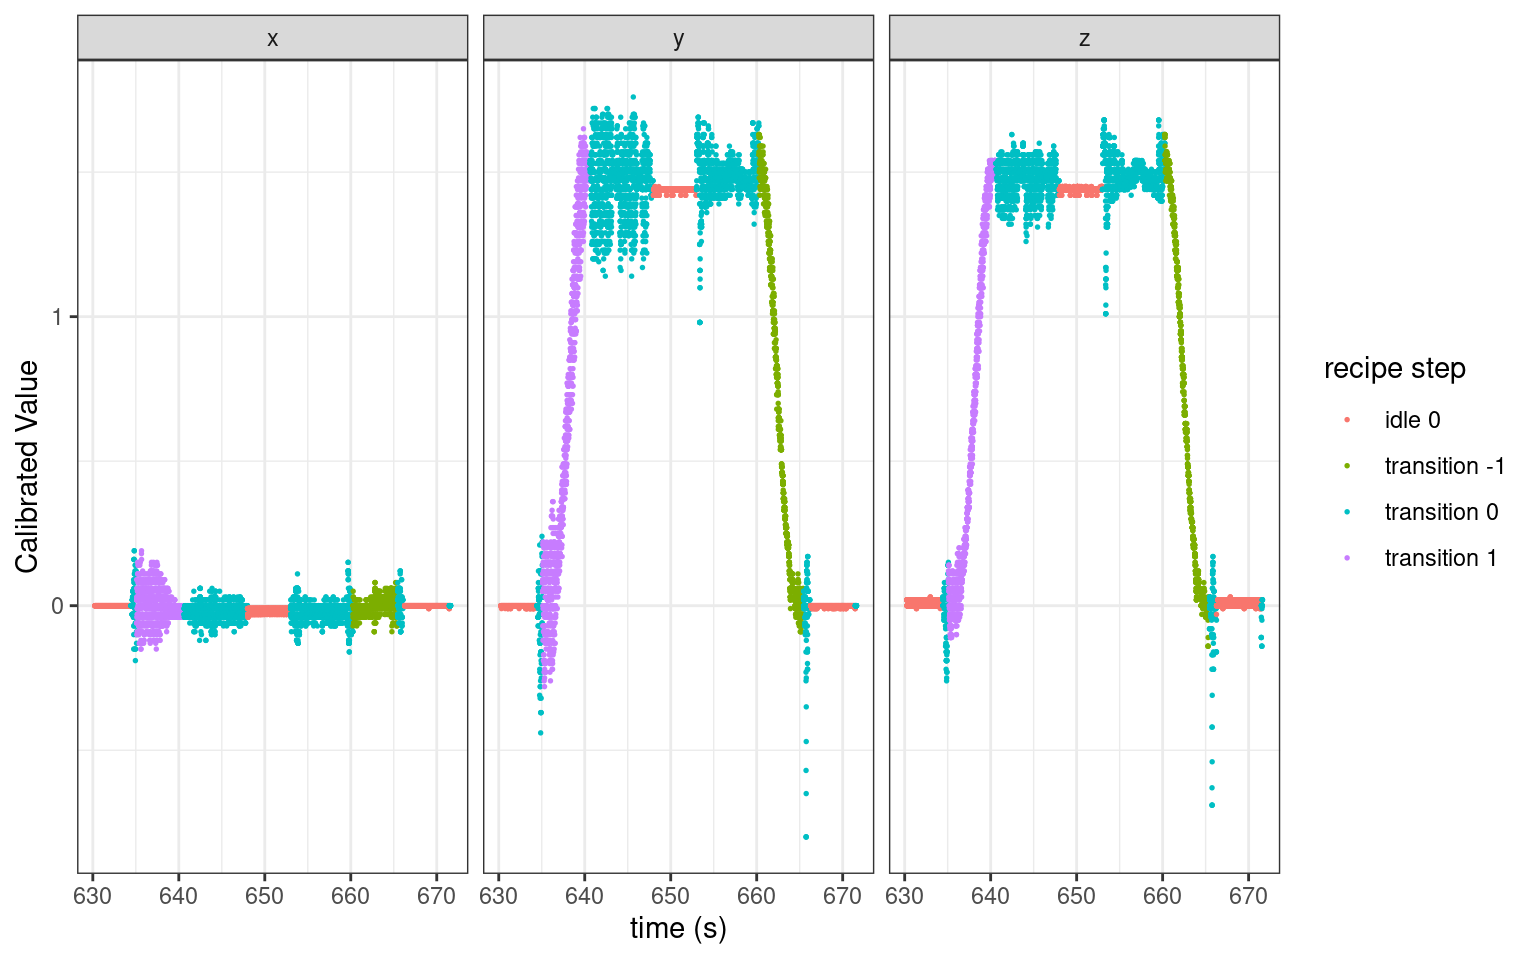 x y z
Calibrated Value
1
0
630 640 650 660 670 630 640 650 660 670 630 640 650 660 670
time (s)
recipe step
idle 0
transition -1
transition 0
transition 1